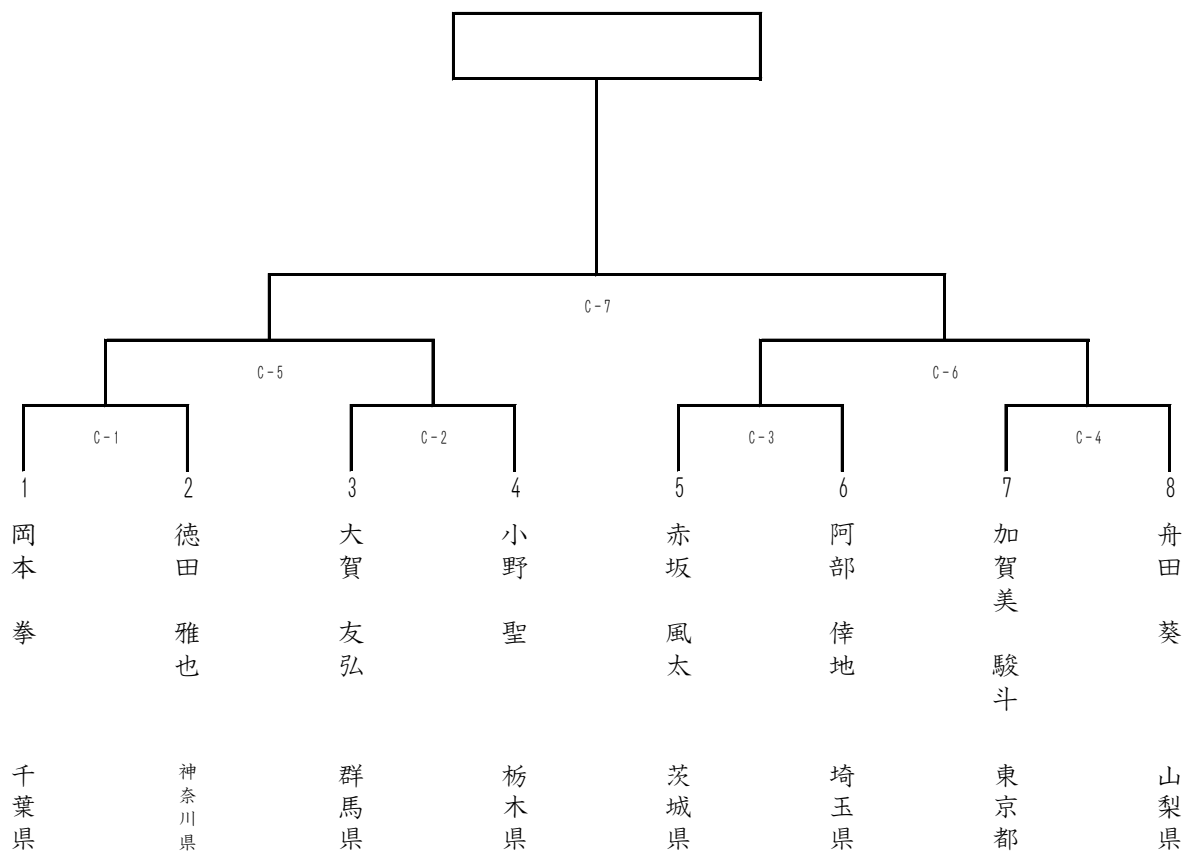 C-7
C-5
C-6
C-1
C-2
C-3
C-4
1
2
3
4
5
6
7
8
岡本 拳
徳田 雅也
大賀 友弘
小野 聖
赤坂 風太
阿部 倖地
加賀美 駿斗
舟田 葵
千葉県
神奈川県
群馬県
栃木県
茨城県
埼玉県
東京都
山梨県